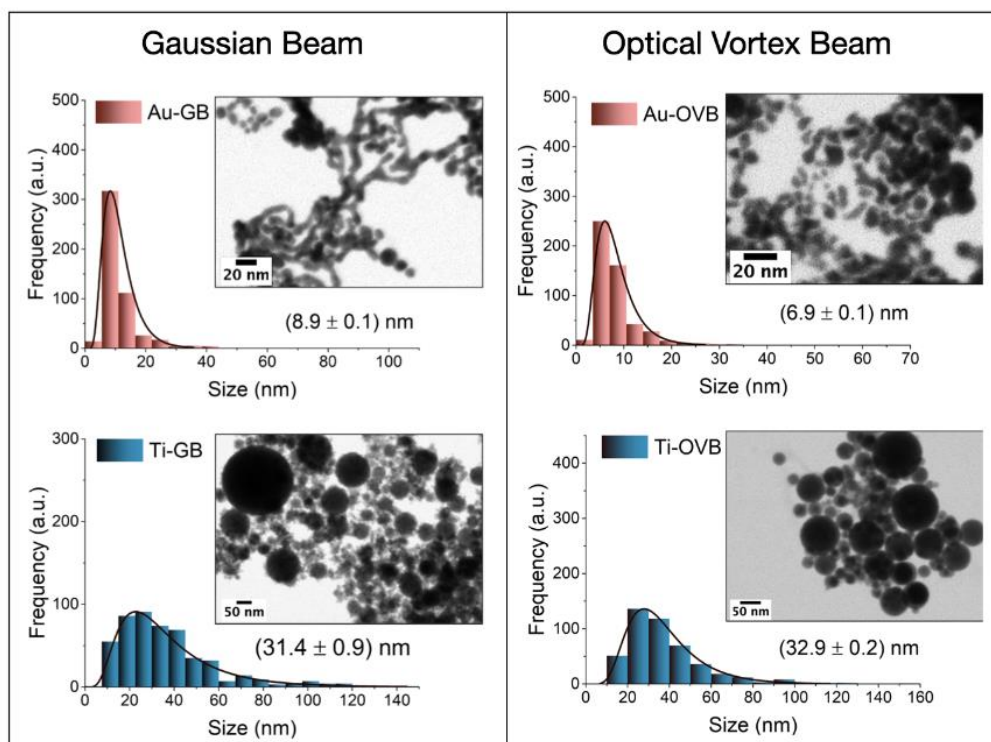 Gaussian Beam
500
400
300
200
100
0
Frequency (a.u.)
Au-GB
20 nm
(8.9 ± 0.1) nm
0 20 40 60 80 100
Size (nm)
300
200
100
0
Frequency (a.u.)
Ti-GB
50 nm
(31.4 ± 0.9) nm
0 20 40 60 80 100 120 140
Size (nm)
Optical Vortex Beam
500
400
300
200
100
0
Frequency (a.u.)
Au-OVB
20 nm
(6.9 ± 0.1) nm
0 10 20 30 40 50 60 70
Size (nm)
400
300
200
100
0
Frequency (a.u.)
Ti-OVB
50 nm
(32.9 ± 0.2) nm
0 20 40 60 80 100 120 140 160
Size (nm)